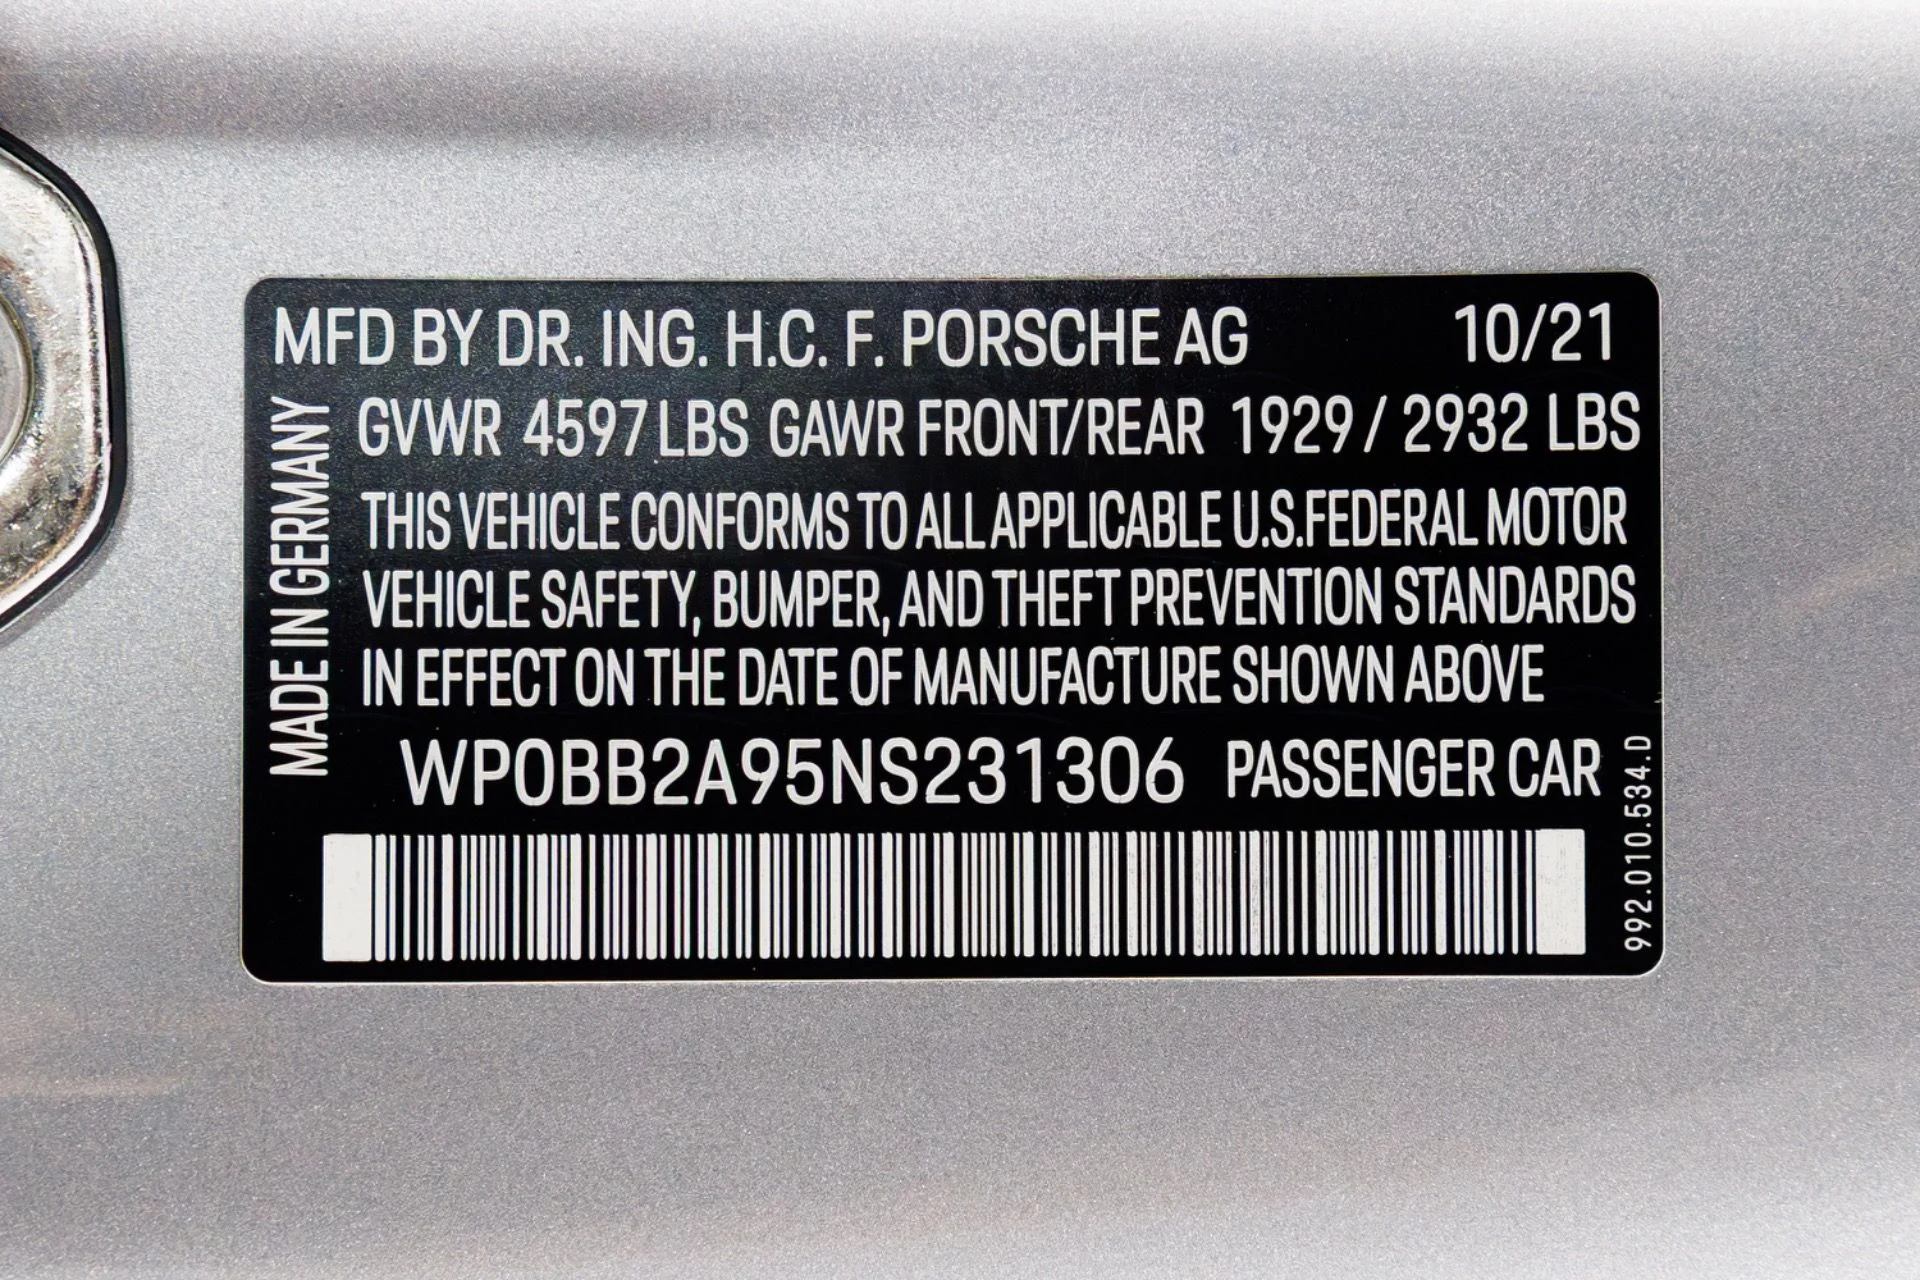 MFD BY DR. ING. H.C. F. PORSCHE AG 10/21
GVWR 4597 LBS GAWR FRONT/REAR 1929 / 2932 LBS
THIS VEHICLE CONFORMS TO ALL APPLICABLE U.S.FEDERAL MOTOR
VEHICLE SAFETY, BUMPER, AND THEFT PREVENTION STANDARDS
IN EFFECT ON THE DATE OF MANUFACTURE SHOWN ABOVE
MADE IN GERMANY
WP0BB2A95NS231306 PASSENGER CAR
992.010.534.D